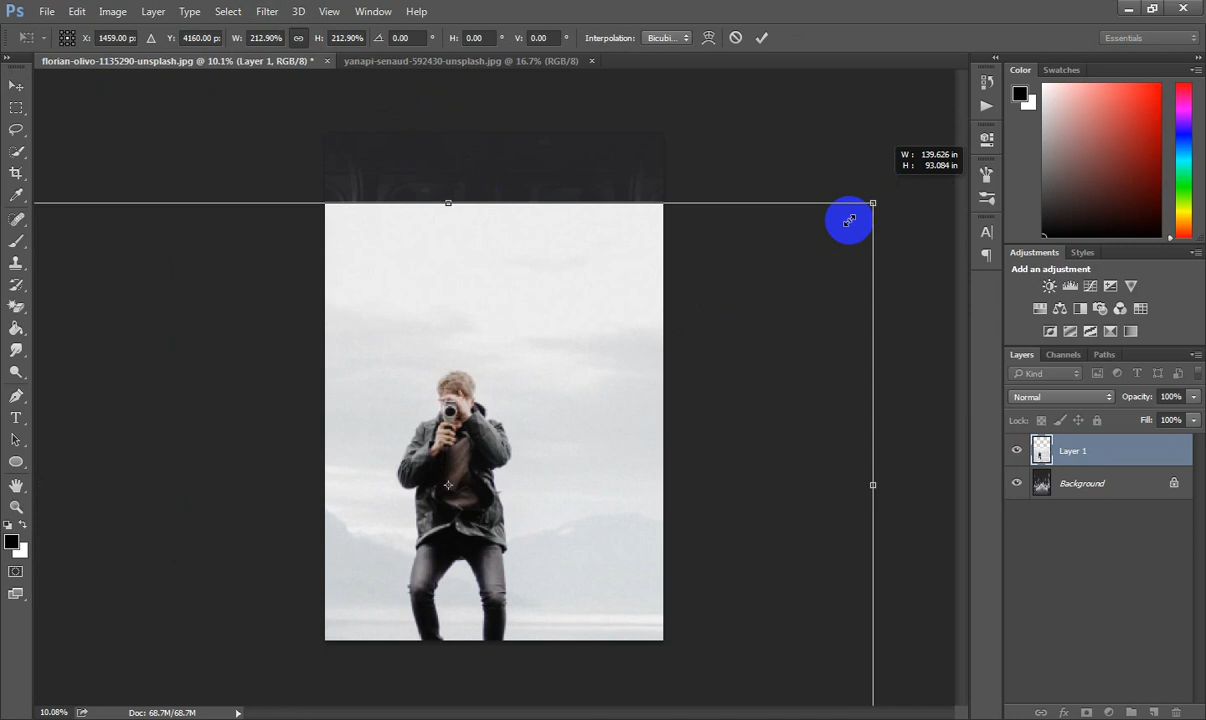 Ps File Edit Image Layer Type Select Filter 3D View Window Help
X: 1459.00 p: Y: 4160.00 p: W: 212.90% H: 212.90% 0.00 ° H: 0.00 ° V: 0.00 ° Interpolation: Bicubi... Essentials
florian-olivo-1135290-unsplash.jpg @ 10.1% (Layer 1, RGB/8) * × yanapi-senaud-592430-unsplash.jpg @ 16.7% (RGB/8) ×
Color Swatches
W : 139.626 in
H : 93.084 in
Adjustments Styles
Add an adjustment
Layers Channels Paths
Kind
Normal Opacity: 100%
Lock: Fill: 100%
Layer 1
Background
10.08% Doc: 68.7M/68.7M